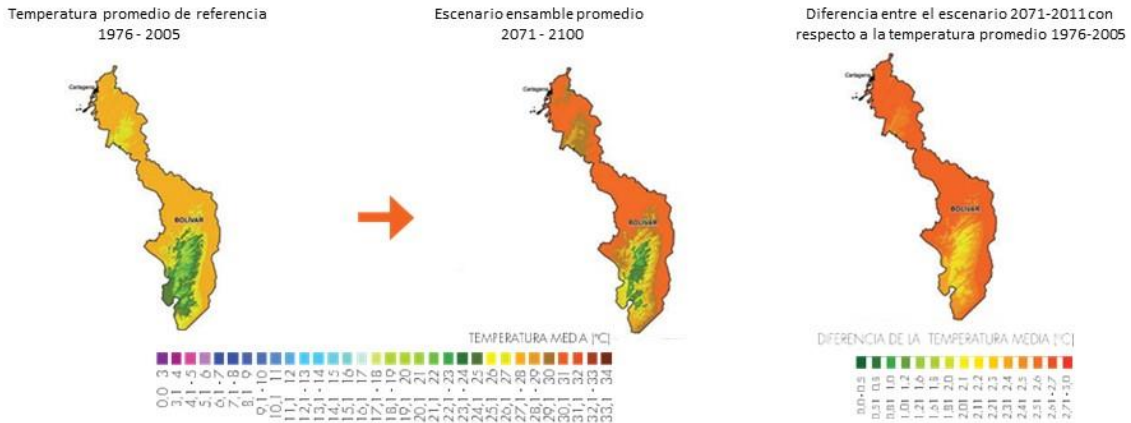 Temperatura promedio de referencia
1976 - 2005
Escenario ensamble promedio
2071 - 2100
Diferencia entre el escenario 2071-2011 con
respecto a la temperatura promedio 1976-2005
Cartagena
BOLÍVAR
Cartagena
BOLÍVAR
Cartagena
BOLÍVAR
TEMPERATURA MEDIA (°C)
0,0 3
3,1 - 4
4,1 - 5
5,1 6
6,1 - 7
7,1 - 8
8,1 9
9,1 - 10
10,1 11
11,1 - 12
12,1 - 13
13,1 - 14
14,1 - 15
15,1 - 16
16,1 - 17
17,1 - 18
18,1 - 19
19,1 20
20,1 - 21
21,1 22
22,1 - 23
23,1 - 24
24,1 25
25,1 - 26
26,1 - 27
27,1 - 28
28,1 - 29
29,1 30
30,1 31
31,1 - 32
32,1 - 33
33,1 34
DIFERENCIA DE LA TEMPERATURA MEDIA (°C)
0,0-0,5
0,81 1,0
1,01 1,2
1,21 1,6
1,61 1,8
1,81 2,0
2,01 2,1
2,11 - 2,2
2,21 2,3
2,31 - 2,4
2,41 - 2,5
2,51 - 2,6
2,61 -2,7
2,71 - 3,0